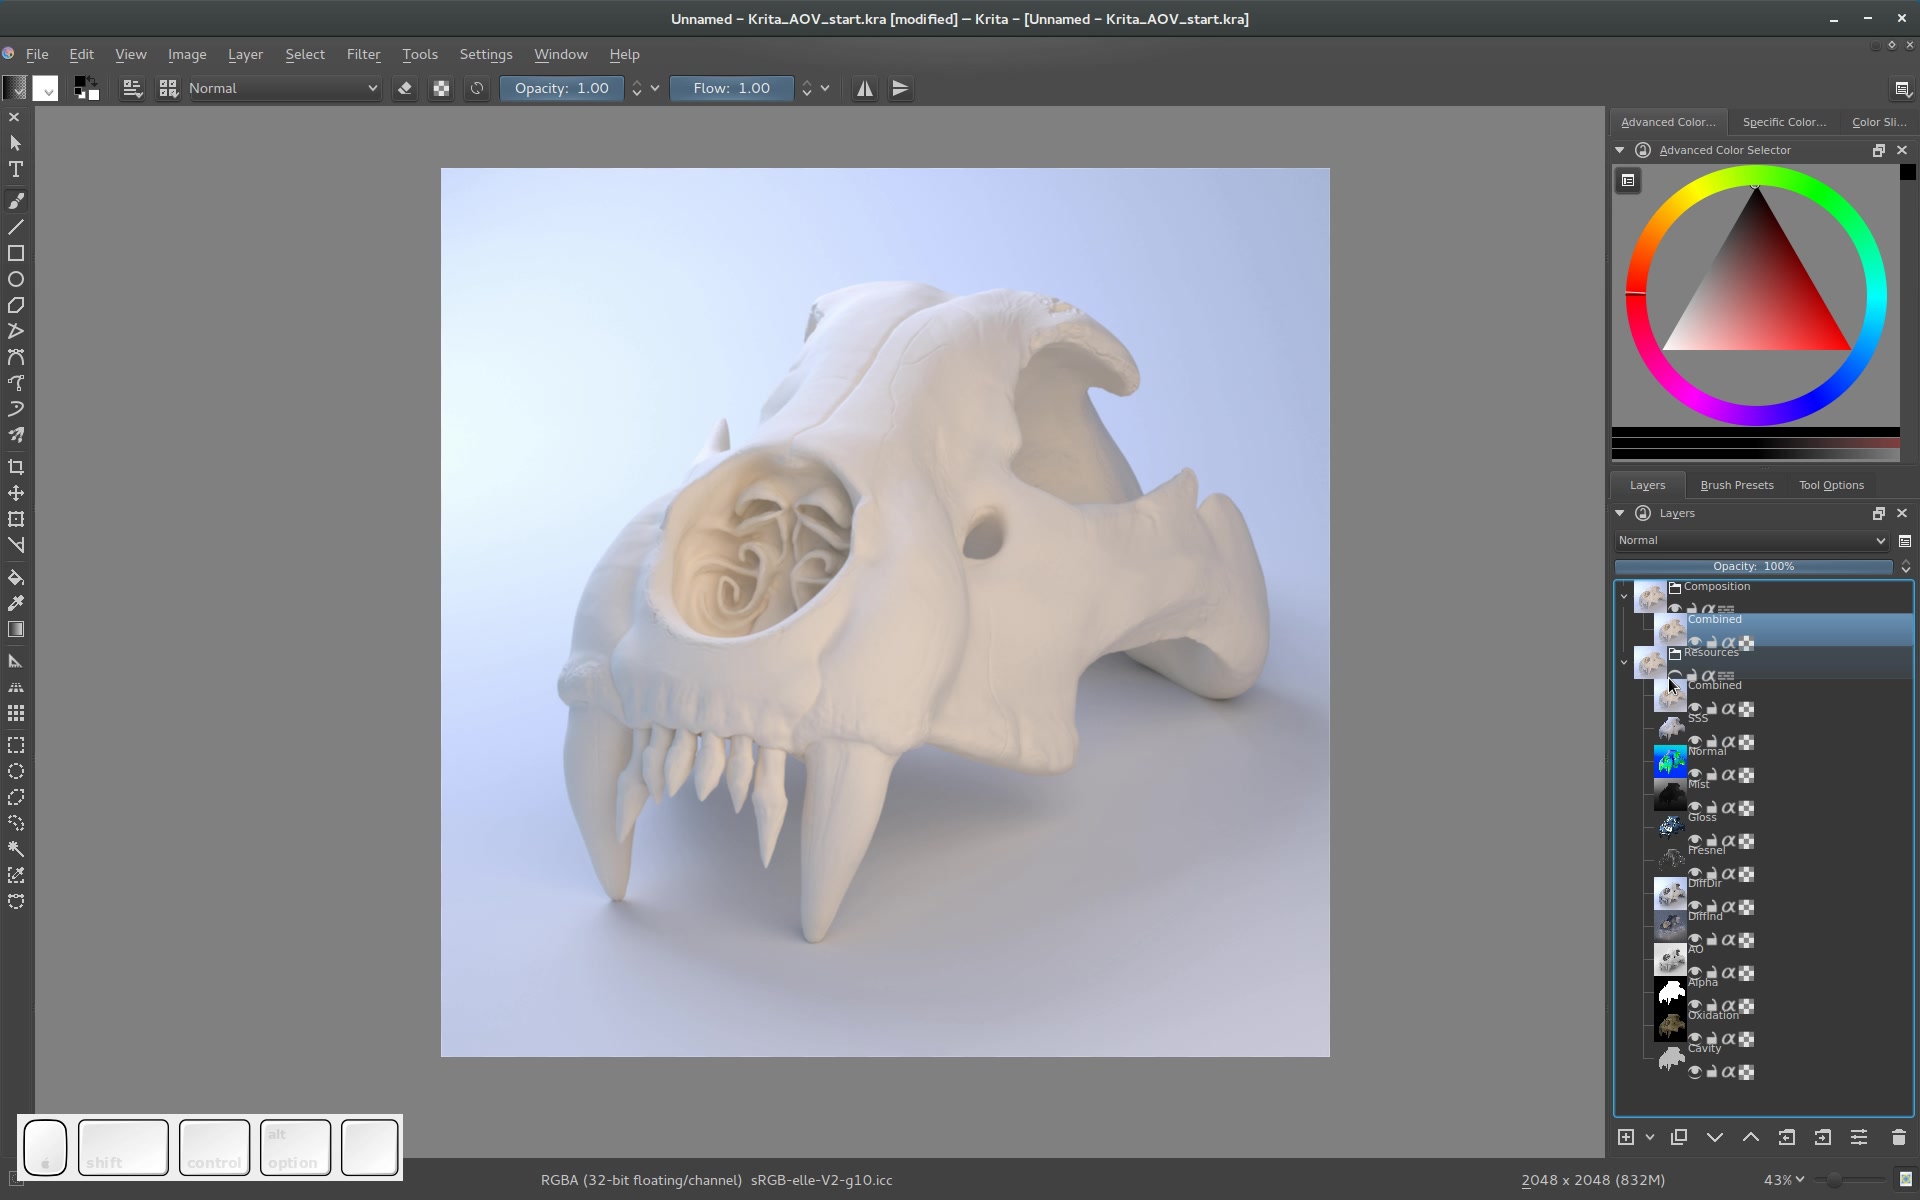 Unnamed – Krita_AOV_start.kra [modified] — Krita – [Unnamed – Krita_AOV_start.kra]
File Edit View Image Layer Select Filter Tools Settings Window Help
Normal
Opacity: 1.00
Flow: 1.00
Advanced Color... Specific Color... Color Sli...
Advanced Color Selector
Layers Brush Presets Tool Options
Layers
Normal
Opacity: 100%
Composition
Combined
Resources
Combined
SSS
Normal
Mist
Gloss
Fresnel
DiffDir
DiffInd
AO
Alpha
Oxidation
Cavity
shift
control
alt
option
RGBA (32-bit floating/channel) sRGB-elle-V2-g10.icc
2048 x 2048 (832M)
43%